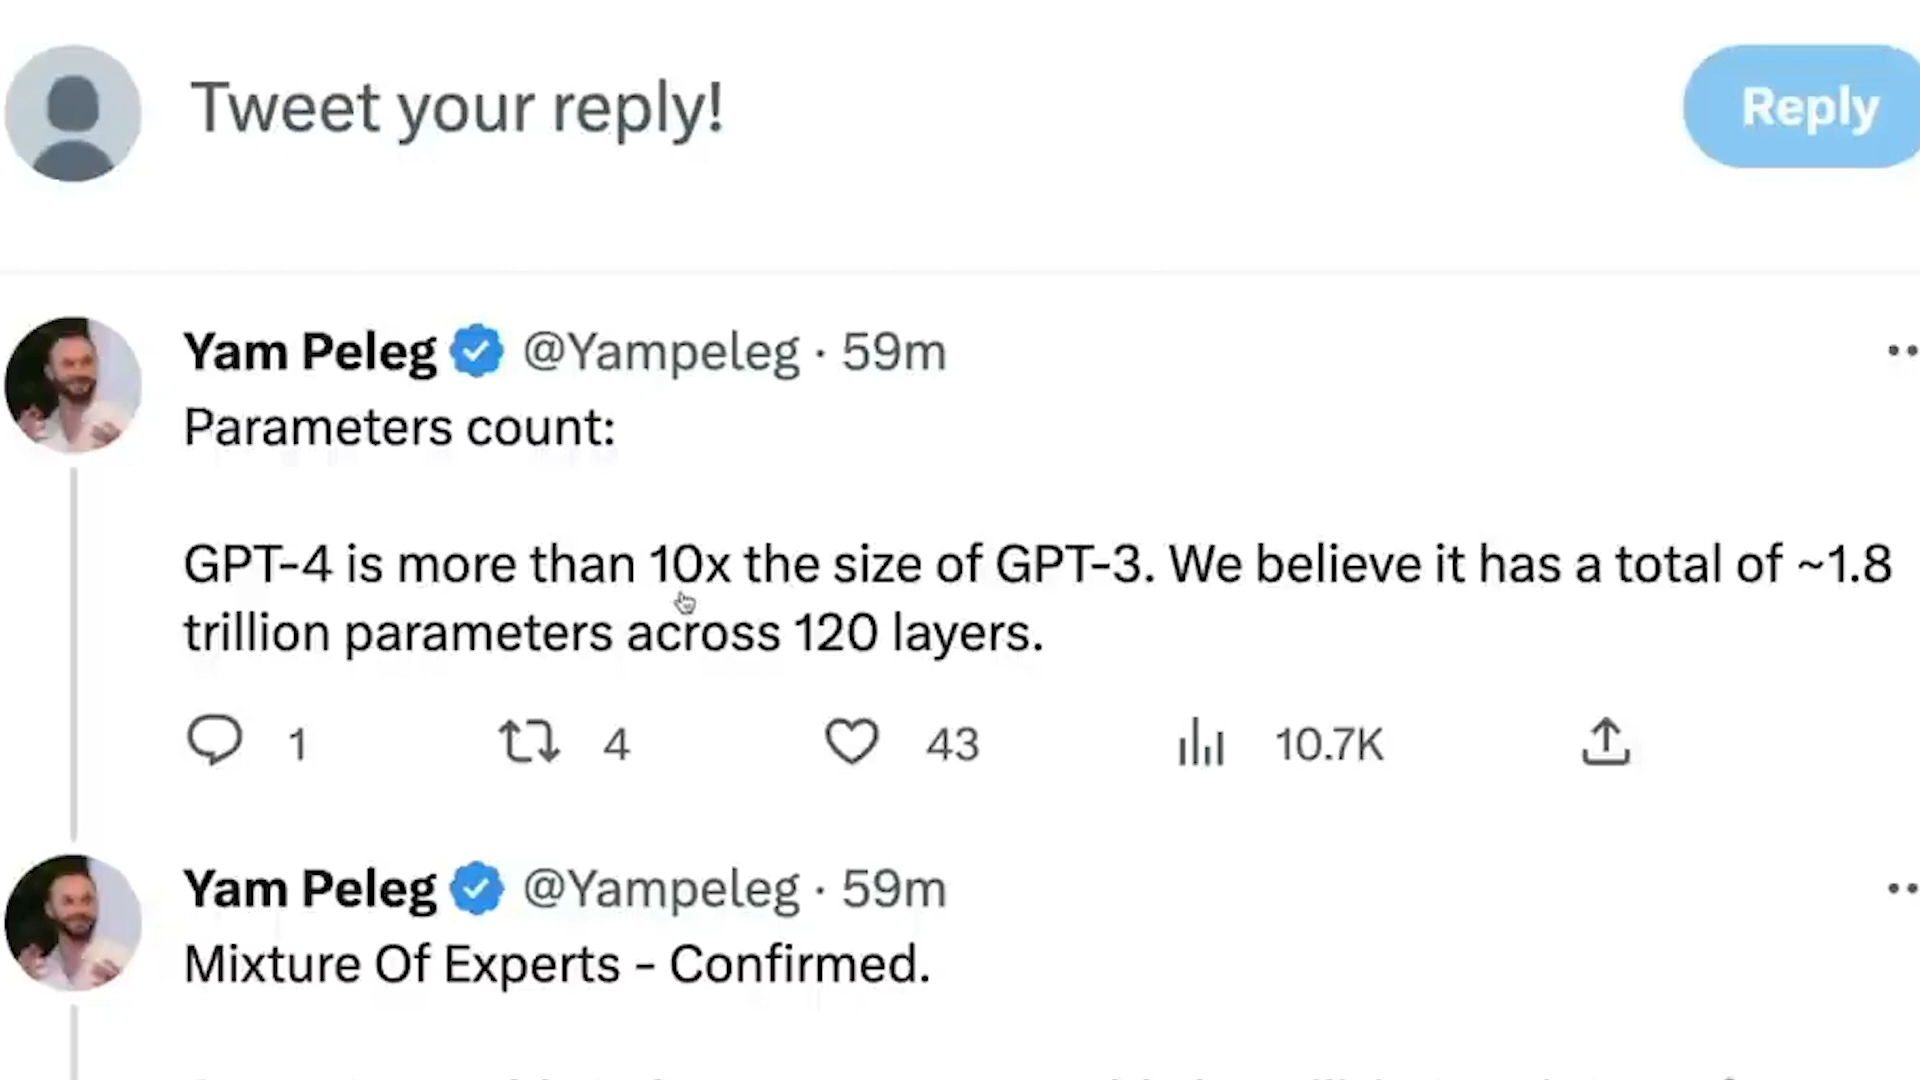 Tweet your reply!
Reply
Yam Peleg @Yampeleg · 59m
Parameters count:
GPT-4 is more than 10x the size of GPT-3. We believe it has a total of ~1.8
trillion parameters across 120 layers.
1 4 43 10.7K
Yam Peleg @Yampeleg · 59m
Mixture Of Experts - Confirmed.